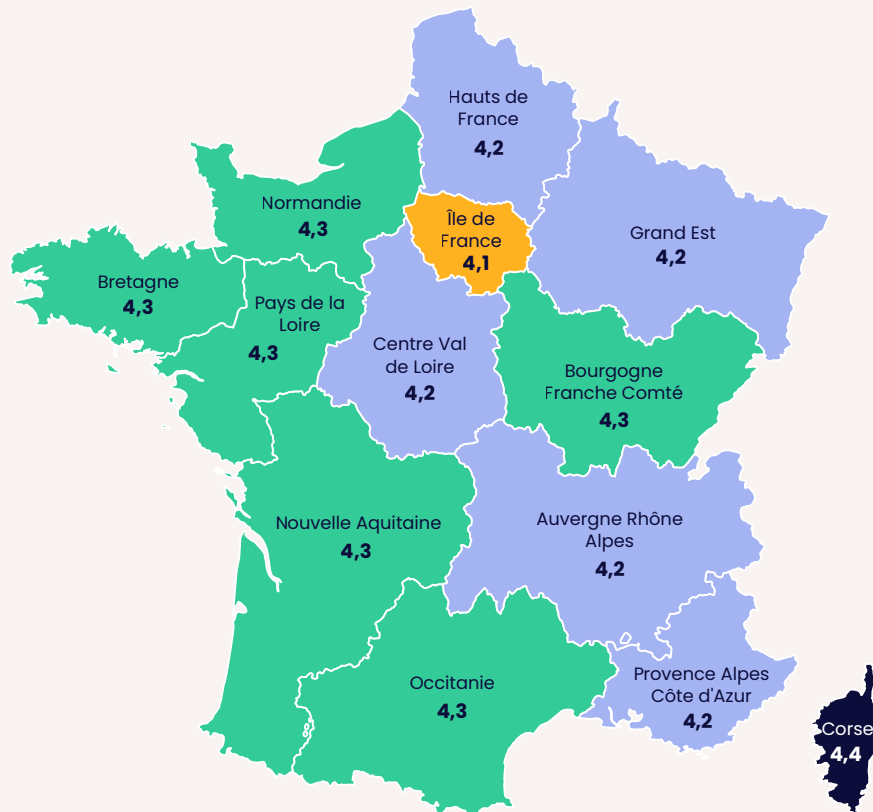 Hauts de
France
4,2
Normandie
4,3
Île de
France
4,1
Grand Est
4,2
Bretagne
4,3
Pays de la
Loire
4,3
Centre Val
de Loire
4,2
Bourgogne
Franche Comté
4,3
Nouvelle Aquitaine
4,3
Auvergne Rhône
Alpes
4,2
Occitanie
4,3
Provence Alpes
Côte d'Azur
4,2
Corse
4,4